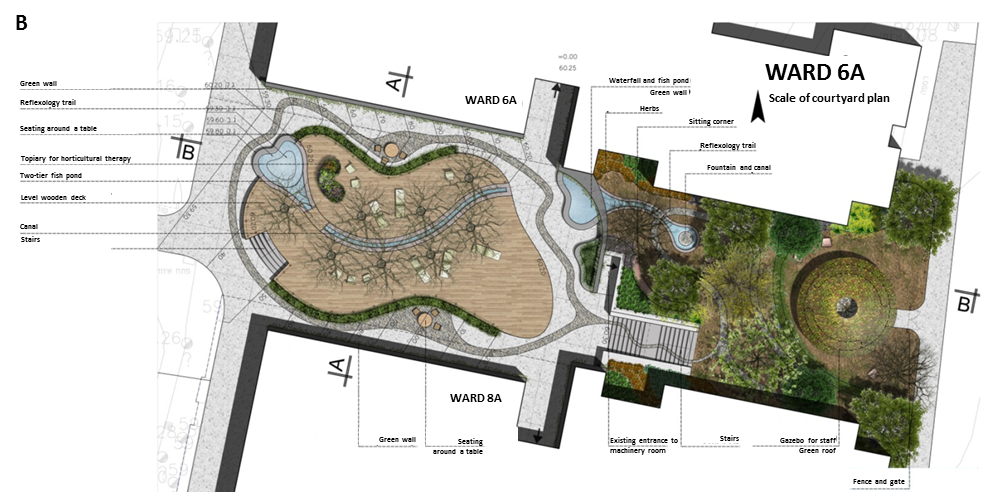 B
WARD 6A
Scale of courtyard plan
WARD 6A
±0.00
60.25
Green wall
Reflexology trail
Seating around a table
Topiary for horticultural therapy
Two-tier fish pond
Level wooden deck
Canal
Stairs
Waterfall and fish pond
Green wall
Herbs
Sitting corner
Reflexology trail
Fountain and canal
A
B
B
A
WARD 8A
Green wall
Seating
around a table
Existing entrance to
machinery room
Stairs
Gazebo for staff
Green roof
Fence and gate